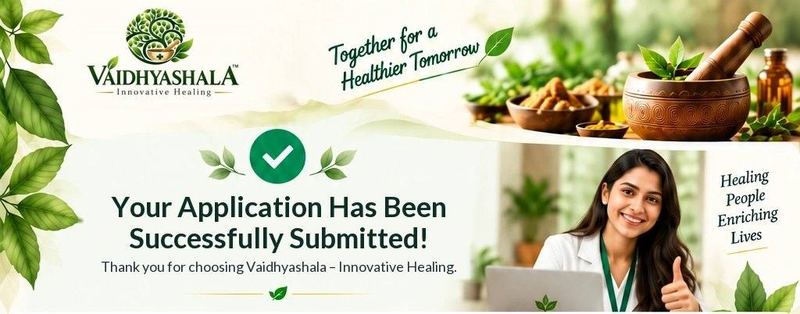 VAIDHYASHALA™
Innovative Healing
Together for a
Healthier Tomorrow
Your Application Has Been
Successfully Submitted!
Thank you for choosing Vaidhyashala – Innovative Healing.
Healing
People
Enriching
Lives